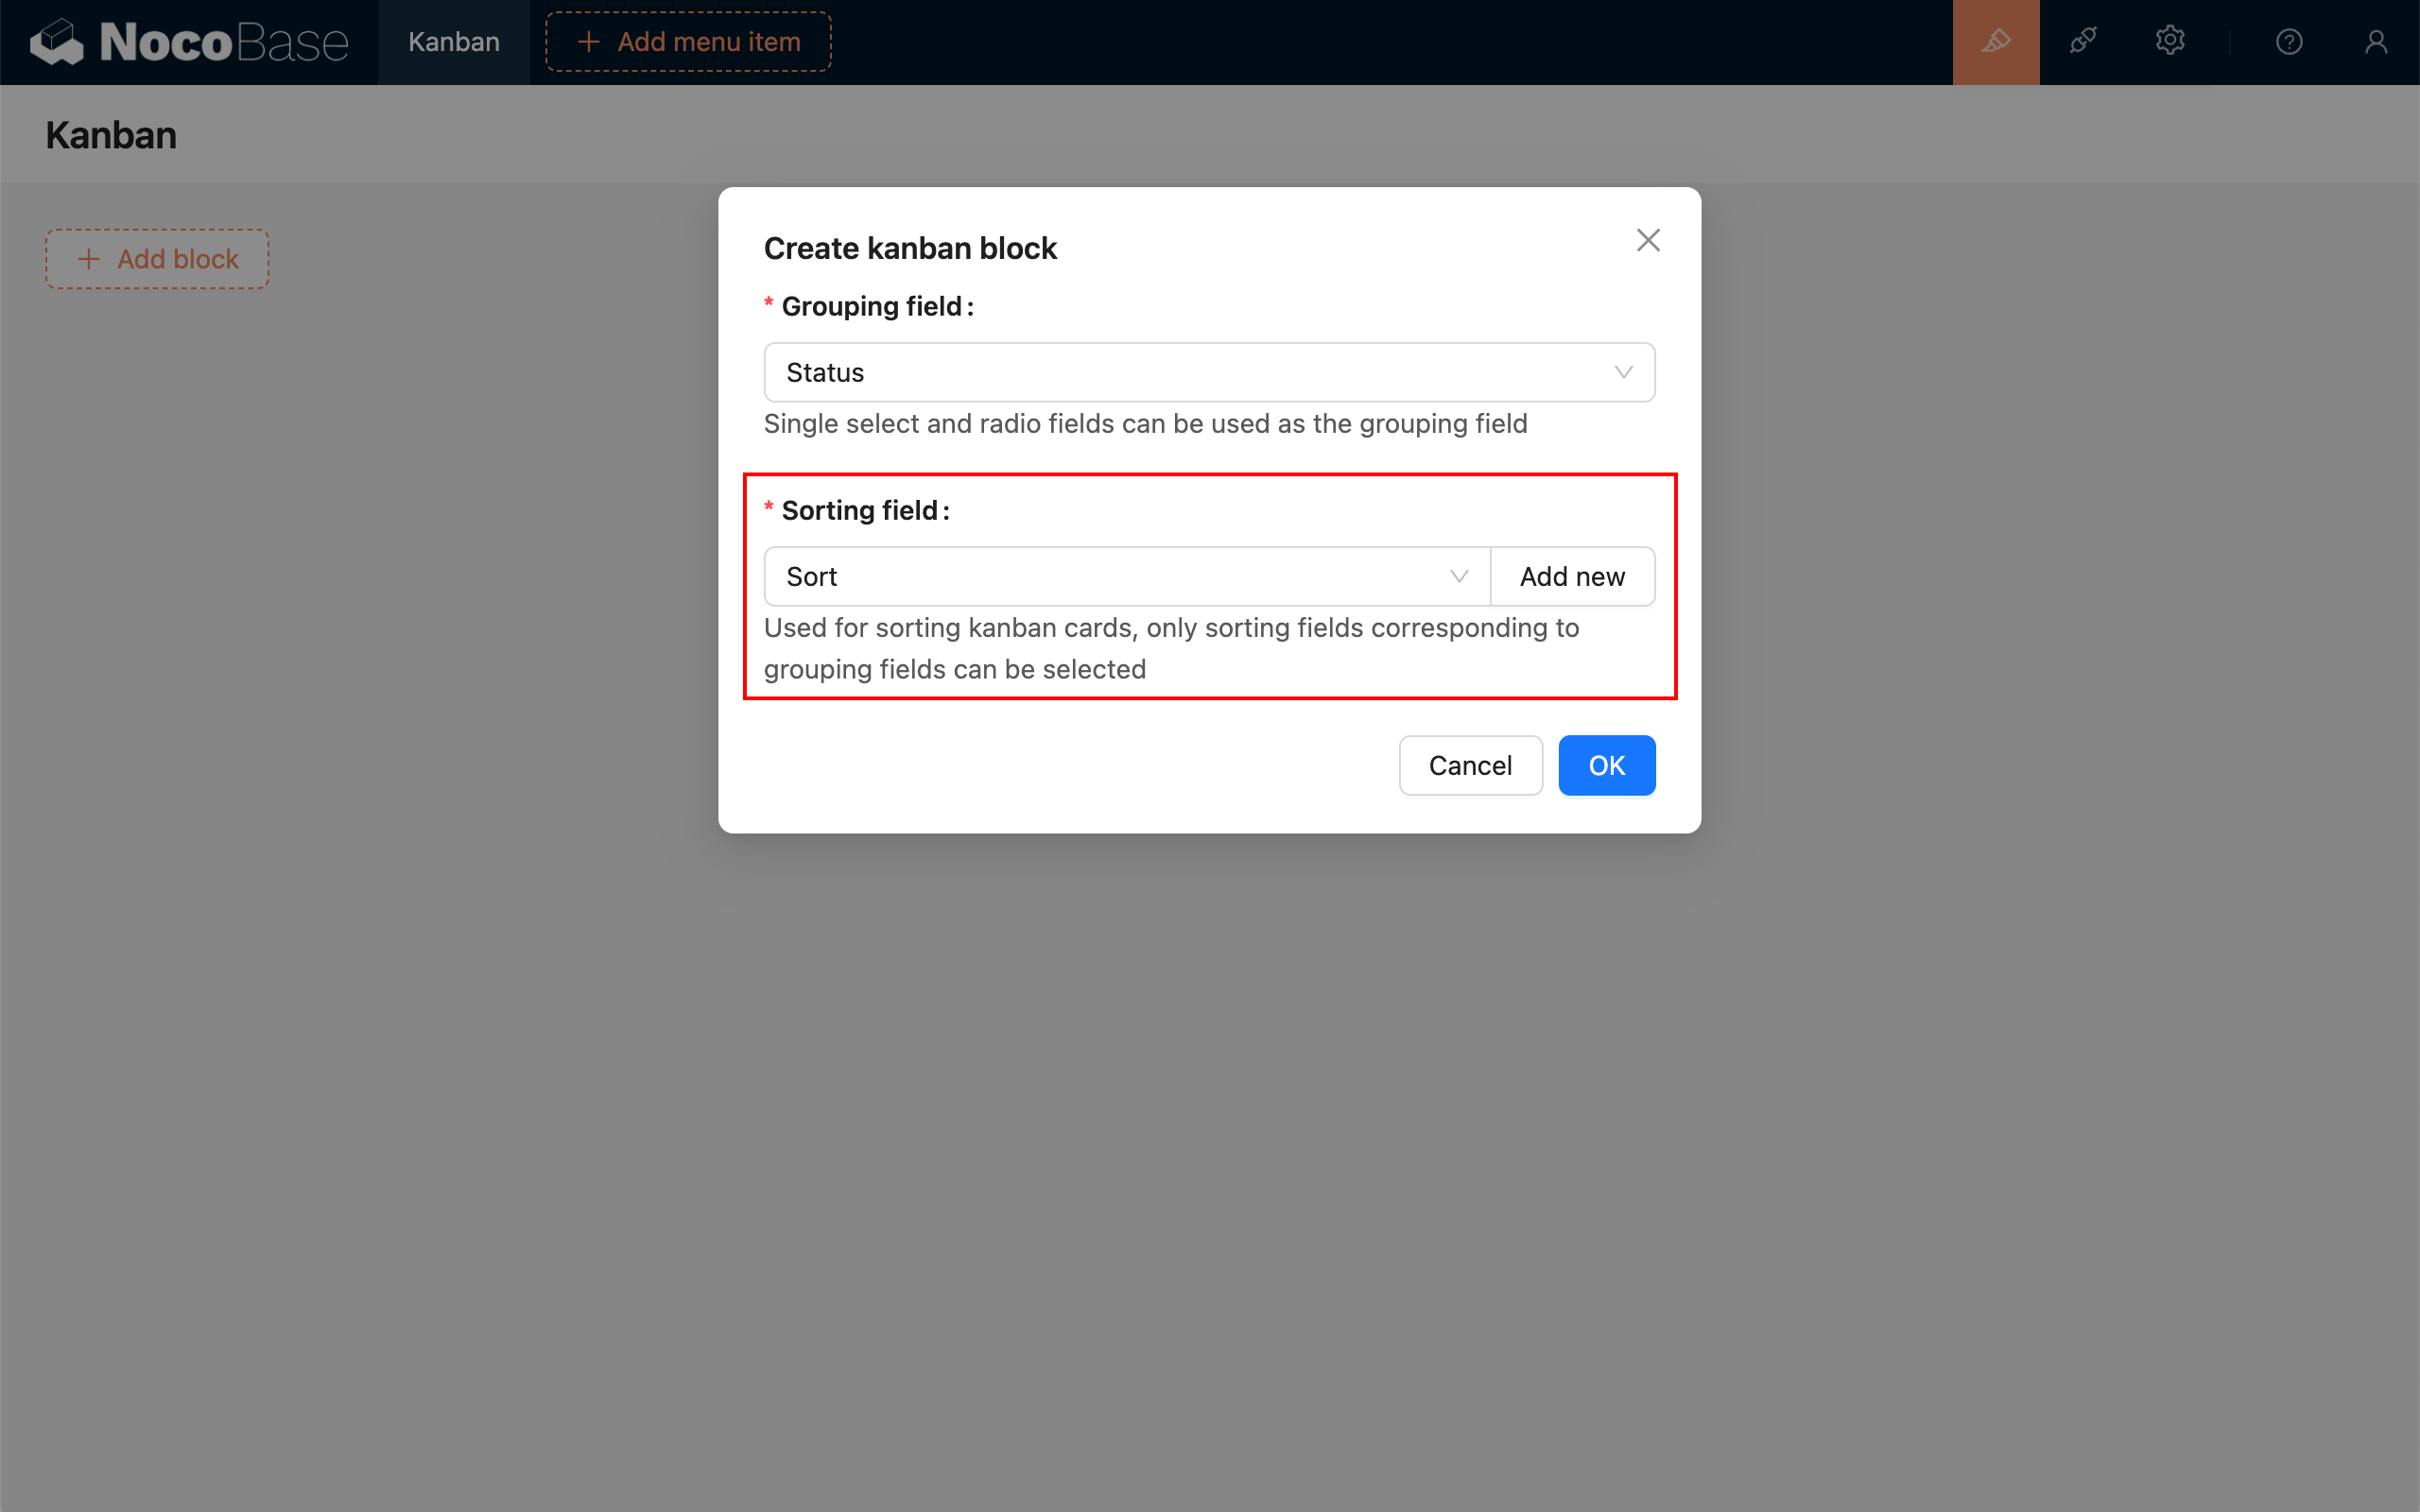 NocoBase Kanban + Add menu item
Kanban
+ Add block
Create kanban block
* Grouping field :
Status
Single select and radio fields can be used as the grouping field
* Sorting field :
Sort Add new
Used for sorting kanban cards, only sorting fields corresponding to
grouping fields can be selected
Cancel OK